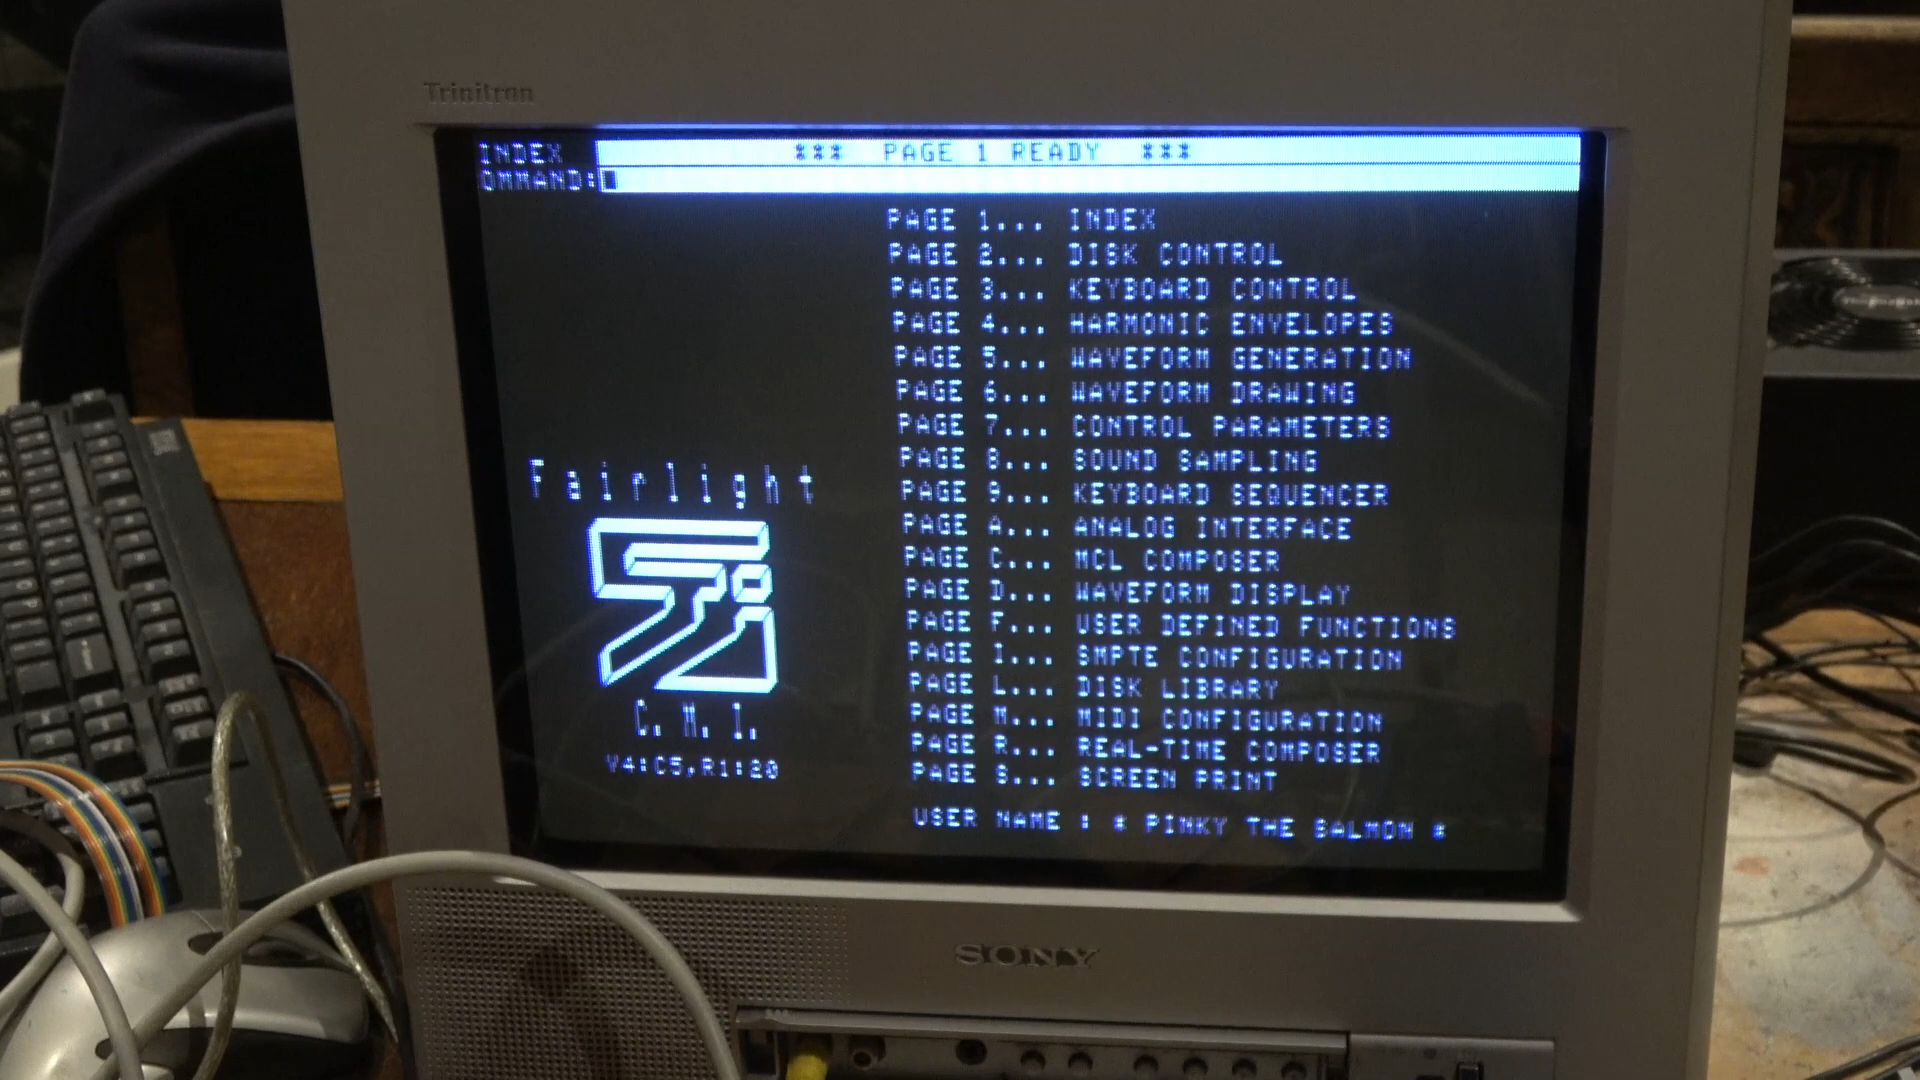 Trinitron
INDEX *** PAGE 1 READY ***
OMMAND:
PAGE 1... INDEX
PAGE 2... DISK CONTROL
PAGE 3... KEYBOARD CONTROL
PAGE 4... HARMONIC ENVELOPES
PAGE 5... WAVEFORM GENERATION
PAGE 6... WAVEFORM DRAWING
PAGE 7... CONTROL PARAMETERS
PAGE 8... SOUND SAMPLING
PAGE 9... KEYBOARD SEQUENCER
PAGE A... ANALOG INTERFACE
PAGE C... MCL COMPOSER
PAGE D... WAVEFORM DISPLAY
PAGE F... USER DEFINED FUNCTIONS
PAGE I... SMPTE CONFIGURATION
PAGE L... DISK LIBRARY
PAGE M... MIDI CONFIGURATION
PAGE R... REAL-TIME COMPOSER
PAGE S... SCREEN PRINT
Fairlight
C.M.I.
V4:C5,R1:20
USER NAME : * PINKY THE SALMON *
SONY